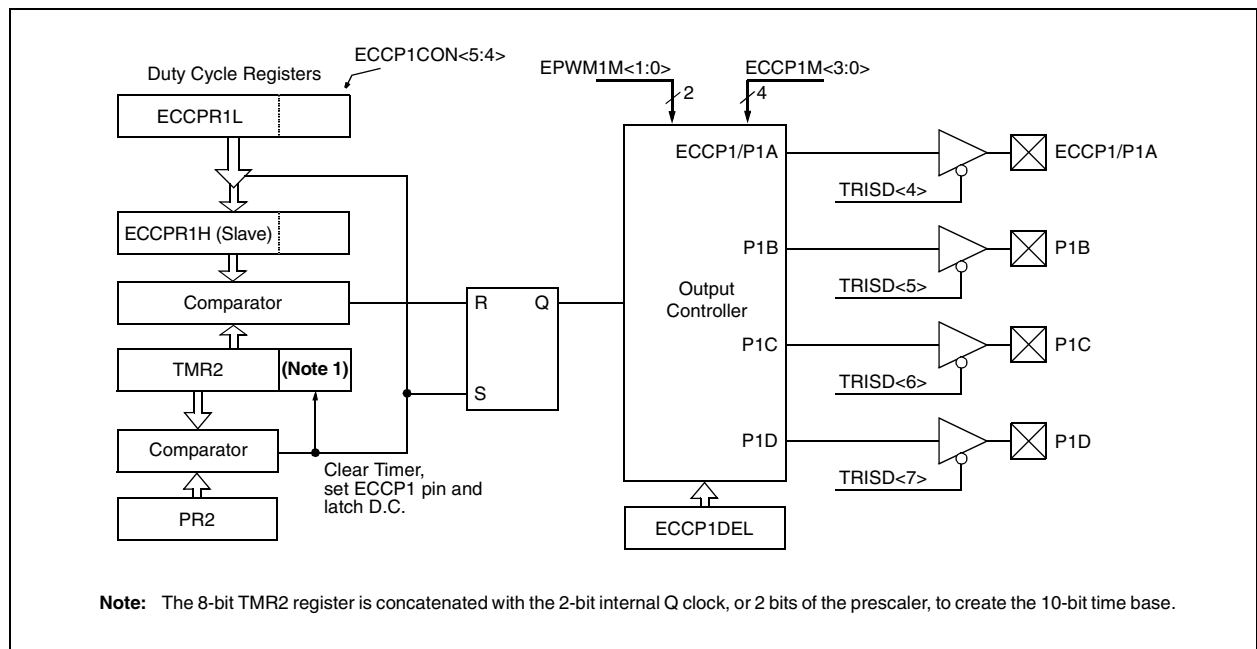 ECCP1CON<5:4>
Duty Cycle Registers
ECCPR1L
ECCPR1H (Slave)
Comparator
TMR2
(Note 1)
Comparator
PR2
Clear Timer,
set ECCP1 pin and
latch D.C.
R
Q
S
EPWM1M<1:0>
2
ECCP1M<3:0>
4
ECCP1/P1A
P1B
Output
Controller
P1C
P1D
ECCP1DEL
TRISD<4>
ECCP1/P1A
TRISD<5>
P1B
TRISD<6>
P1C
TRISD<7>
P1D
Note: The 8-bit TMR2 register is concatenated with the 2-bit internal Q clock, or 2 bits of the prescaler, to create the 10-bit time base.